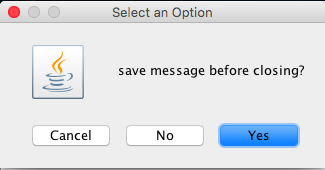 Select an Option
save message before closing?
Cancel No Yes